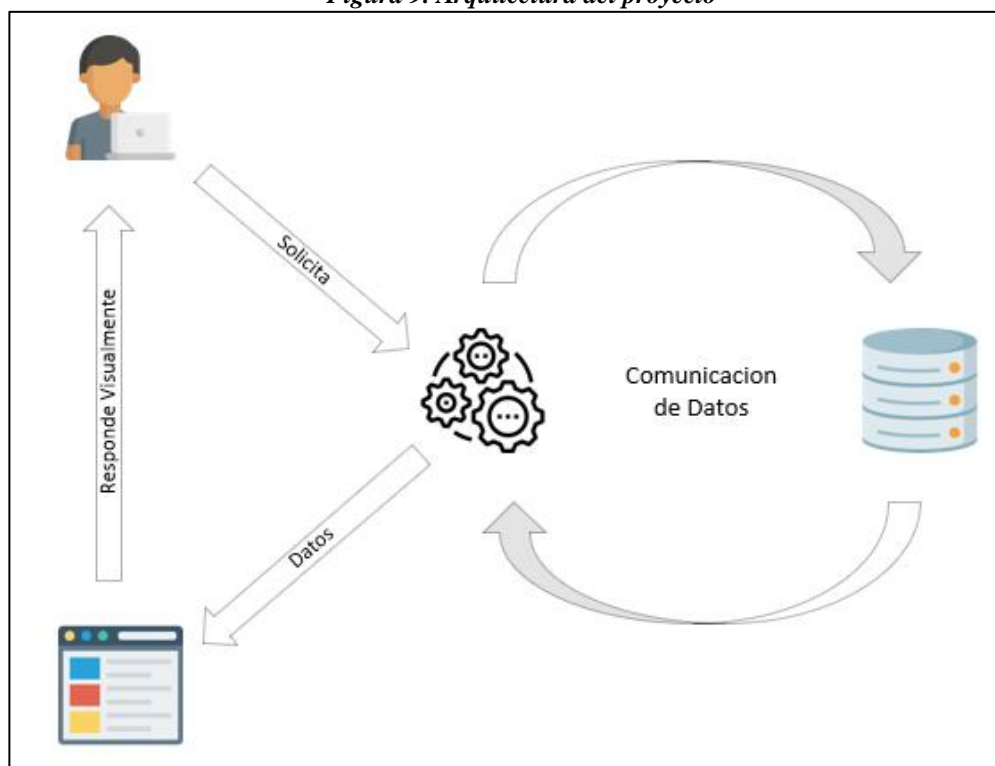 Figura 9. Arquitectura del proyecto
Solicita
Responde Visualmente
Comunicacion
de Datos
Datos